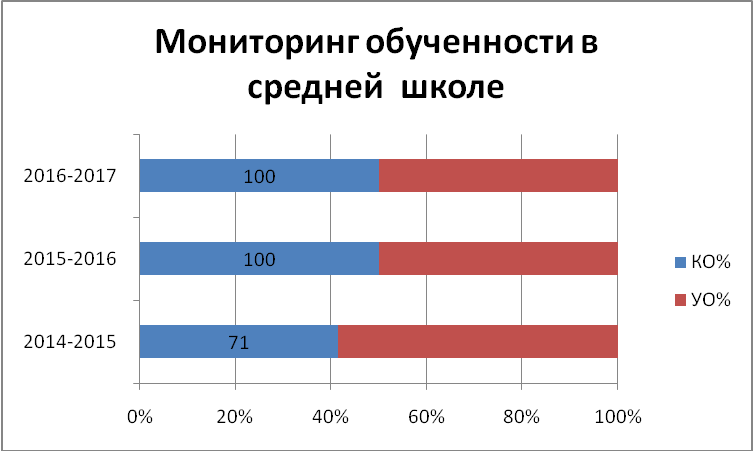 Мониторинг обученности в
средней школе
2016-2017
100
2015-2016
100
2014-2015
71
КО%
УО%
0% 20% 40% 60% 80% 100%